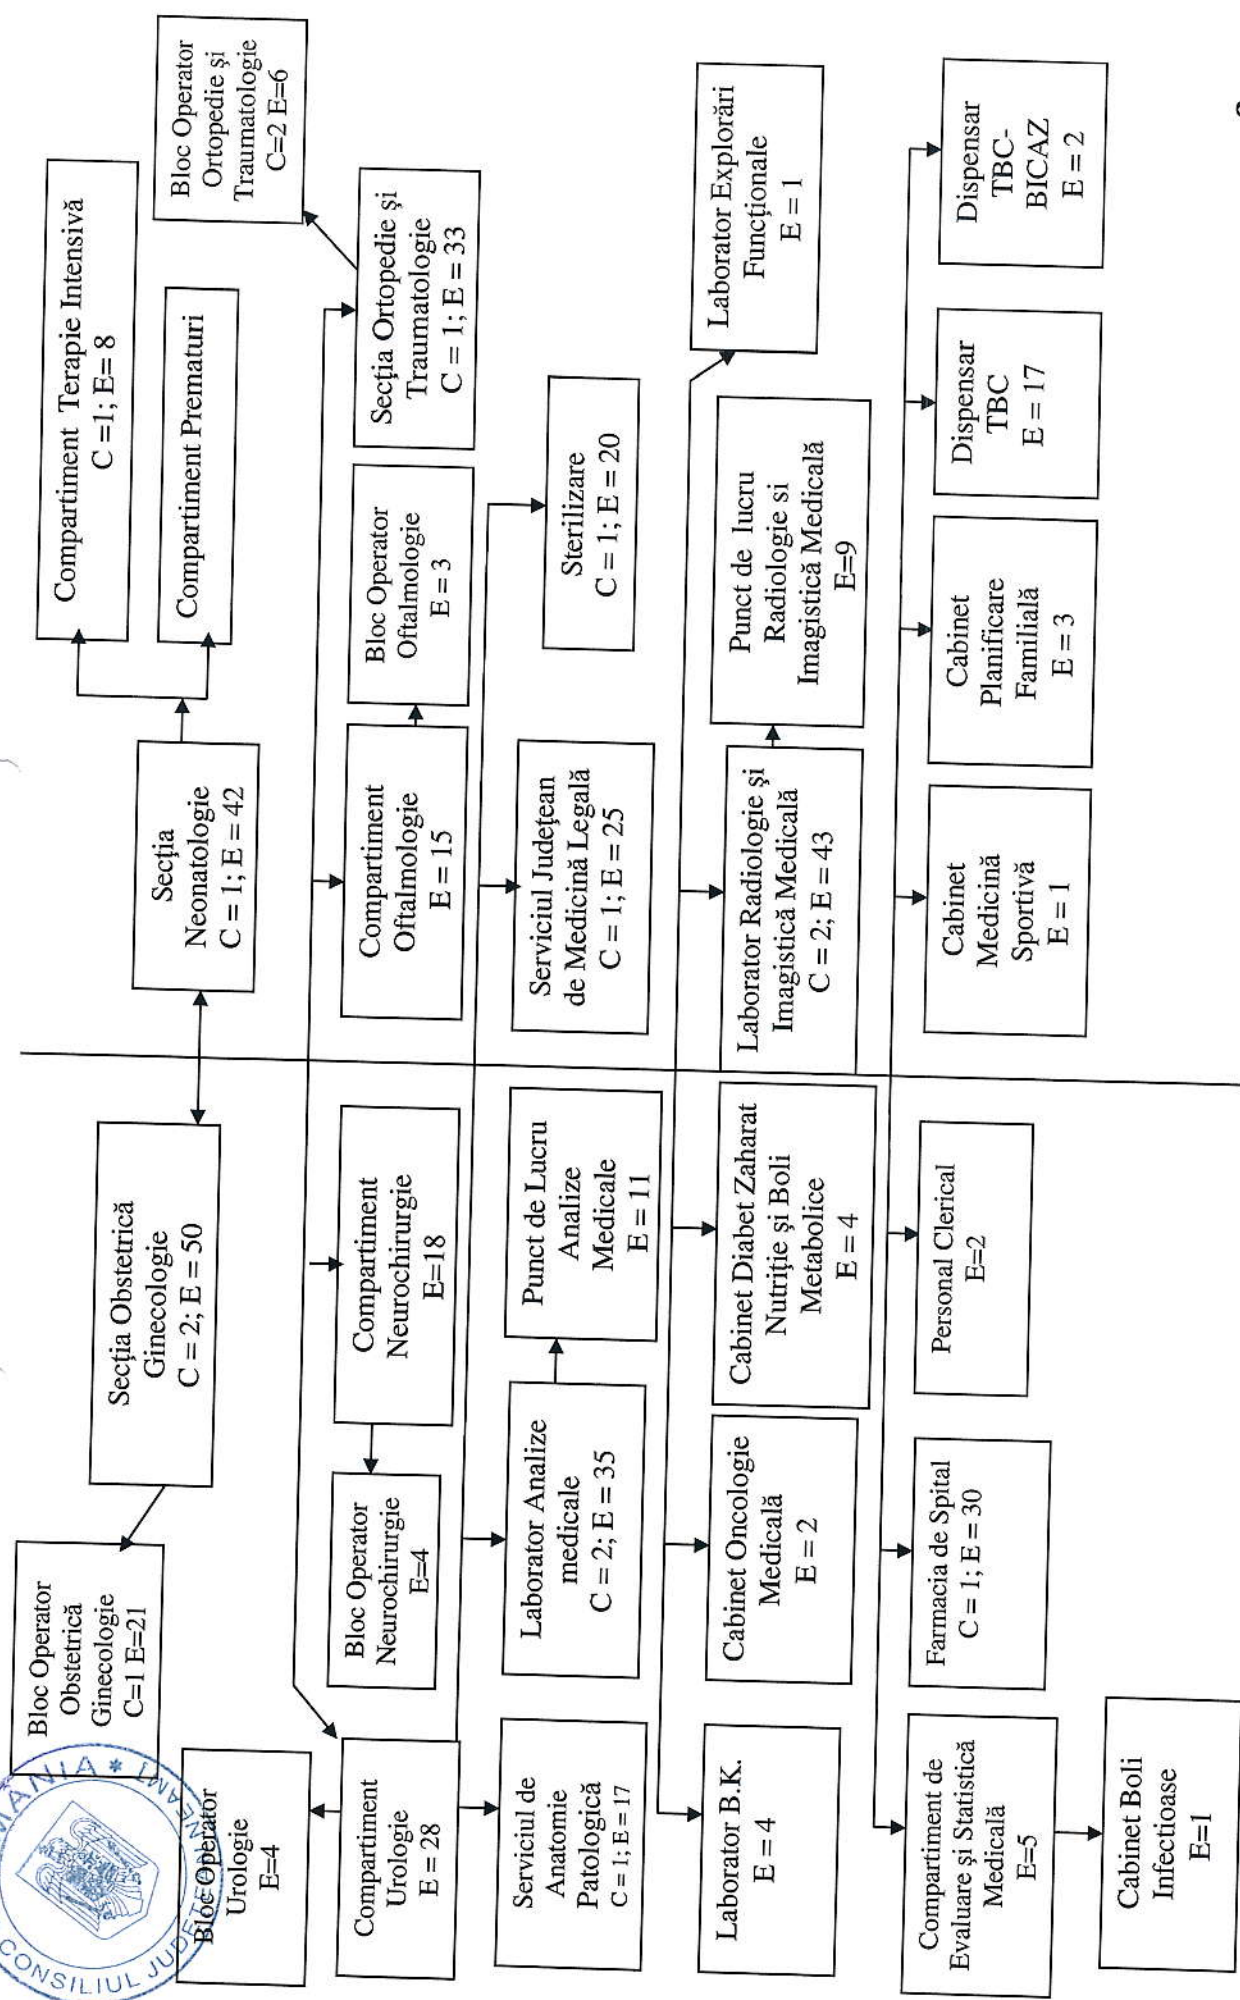 Bloc Operator
Obstetrică
Ginecologie
C=1 E=21
Secția Obstetrică
Ginecologie
C = 2; E = 50
Secția
Neonatologie
C = 1; E = 42
Compartiment Terapie Intensivă
C =1; E= 8
Compartiment Prematuri
Bloc Operator
Ortopedie și
Traumatologie
C=2 E=6
Bloc Operator
Urologie
E=4
Compartiment
Urologie
E = 28
Bloc Operator
Neurochirurgie
E=4
Compartiment
Neurochirurgie
E=18
Compartiment
Oftalmologie
E = 15
Bloc Operator
Oftalmologie
E = 3
Secția Ortopedie și
Traumatologie
C = 1; E = 33
Serviciul de
Anatomie
Patologică
C = 1; E = 17
Laborator Analize
medicale
C = 2; E = 35
Punct de Lucru
Analize
Medicale
E = 11
Serviciul Județean
de Medicină Legală
C = 1; E = 25
Sterilizare
C = 1; E = 20
Laborator B.K.
E = 4
Cabinet Oncologie
Medicală
E = 2
Cabinet Diabet Zaharat
Nutriție și Boli
Metabolice
E = 4
Laborator Radiologie și
Imagistică Medicală
C = 2; E = 43
Punct de lucru
Radiologie si
Imagistică Medicală
E=9
Laborator Explorări
Funcționale
E = 1
Compartiment de
Evaluare și Statistică
Medicală
E=5
Farmacia de Spital
C = 1; E = 30
Personal Clerical
E=2
Cabinet
Medicină
Sportivă
E = 1
Cabinet
Planificare
Familială
E = 3
Dispensar
TBC
E = 17
Dispensar
TBC-
BICAZ
E = 2
Cabinet Boli
Infectioase
E=1
CONSILIUL JUDEȚEAN NEAMȚ *